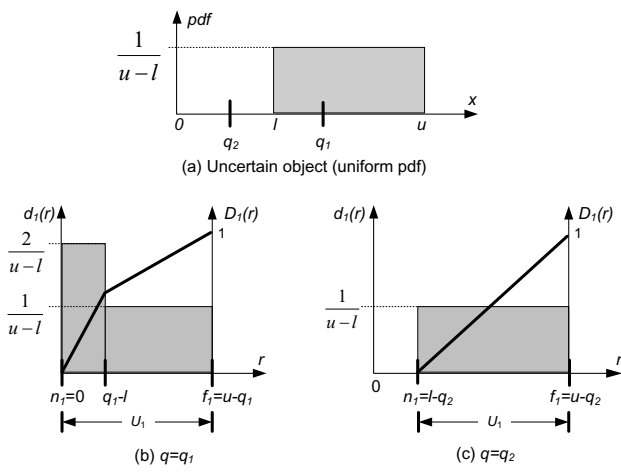 pdf
1
u – l
x
0
l
u
q2
q1
(a) Uncertain object (uniform pdf)
d1(r)
D1(r)
2
u – l
1
1
u – l
r
n1=0
q1-l
f1=u-q1
U1
(b) q=q1
d1(r)
D1(r)
1
1
u – l
r
0
n1=l-q2
f1=u-q2
U1
(c) q=q2